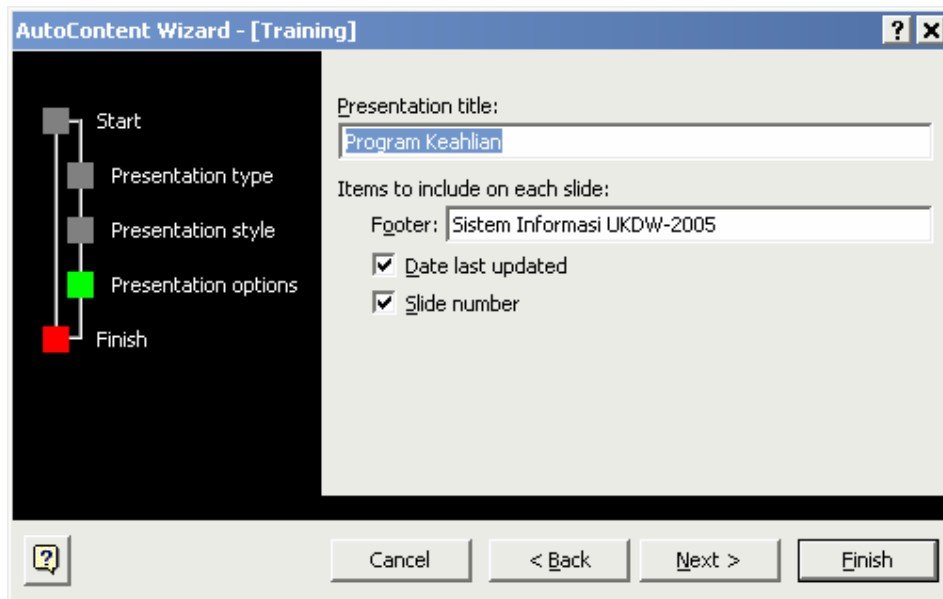 AutoContent Wizard - [Training]
Start
Presentation type
Presentation style
Presentation options
Finish
Presentation title:
Program Keahlian
Items to include on each slide:
Footer: Sistem Informasi UKDW-2005
Date last updated
Slide number
Cancel
< Back
Next >
Finish